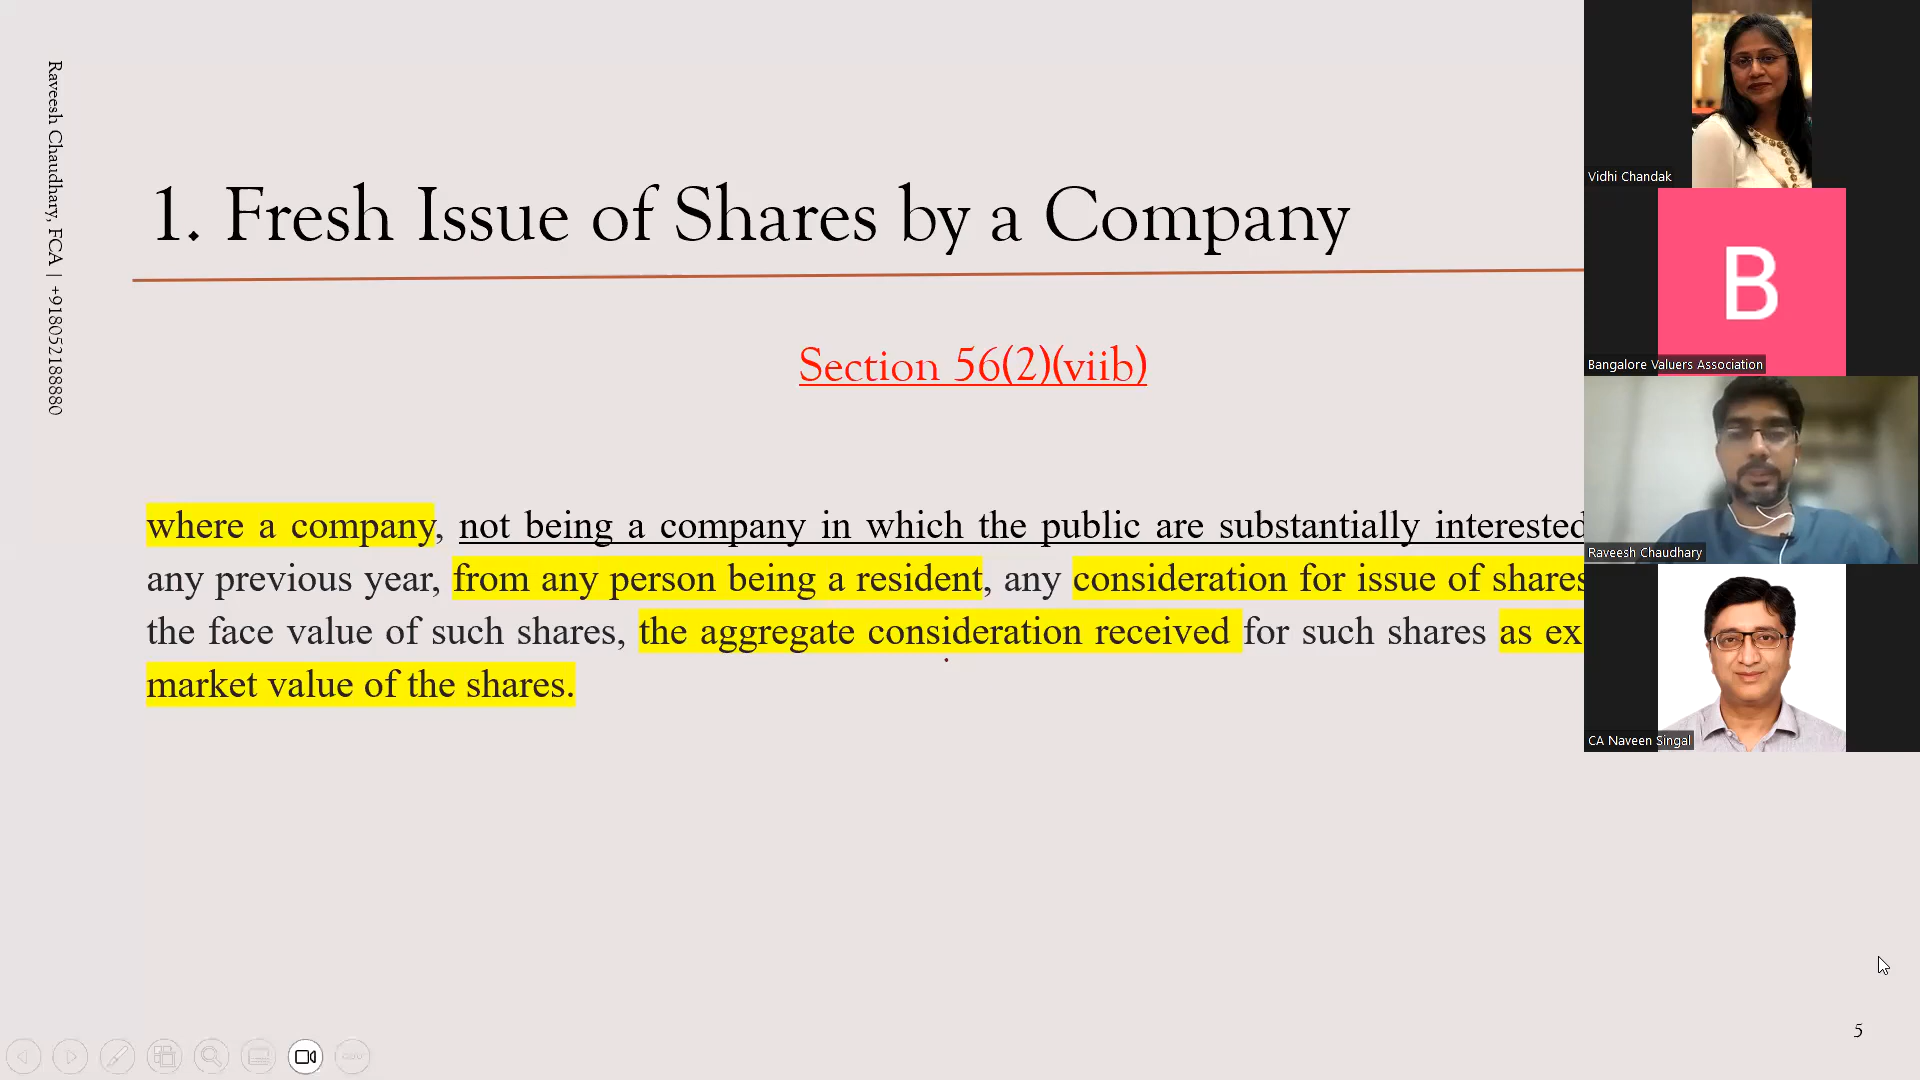 Raveesh Chaudhary, FCA | +918052188880
1. Fresh Issue of Shares by a Company
Section 56(2)(viib)
where a company, not being a company in which the public are substantially interested
any previous year, from any person being a resident, any consideration for issue of shares
the face value of such shares, the aggregate consideration received for such shares as ex
market value of the shares.
5
Vidhi Chandak
B
Bangalore Valuers Association
Raveesh Chaudhary
CA Naveen Singal